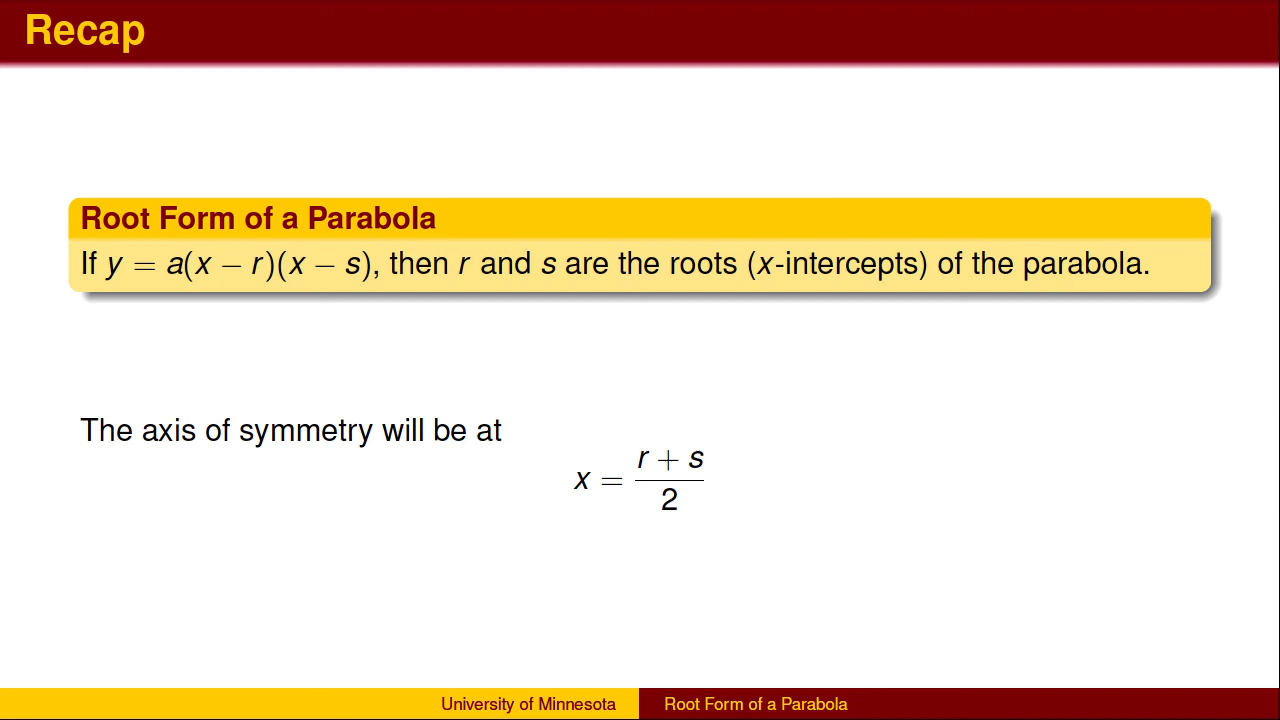 Recap
Root Form of a Parabola
If y = a(x − r)(x − s), then r and s are the roots (x-intercepts) of the parabola.
The axis of symmetry will be at
x = \frac{r + s}{2}
University of Minnesota
Root Form of a Parabola